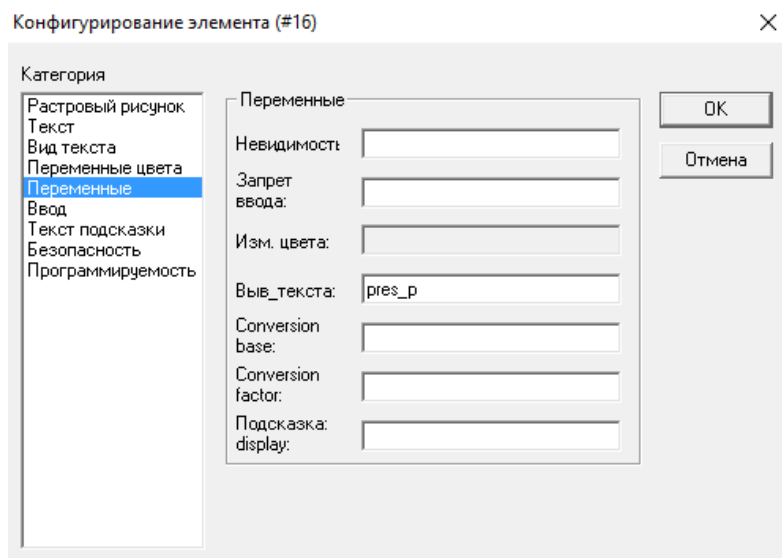 Конфигурирование элемента (#16)
Категория
Растровый рисунок
Текст
Вид текста
Переменные цвета
Переменные
Ввод
Текст подсказки
Безопасность
Программируемость
Переменные
Невидимость
Запрет
ввода:
Изм. цвета:
Выв_текста:
pres_p
Conversion
base:
Conversion
factor:
Подсказка:
display:
OK
Отмена